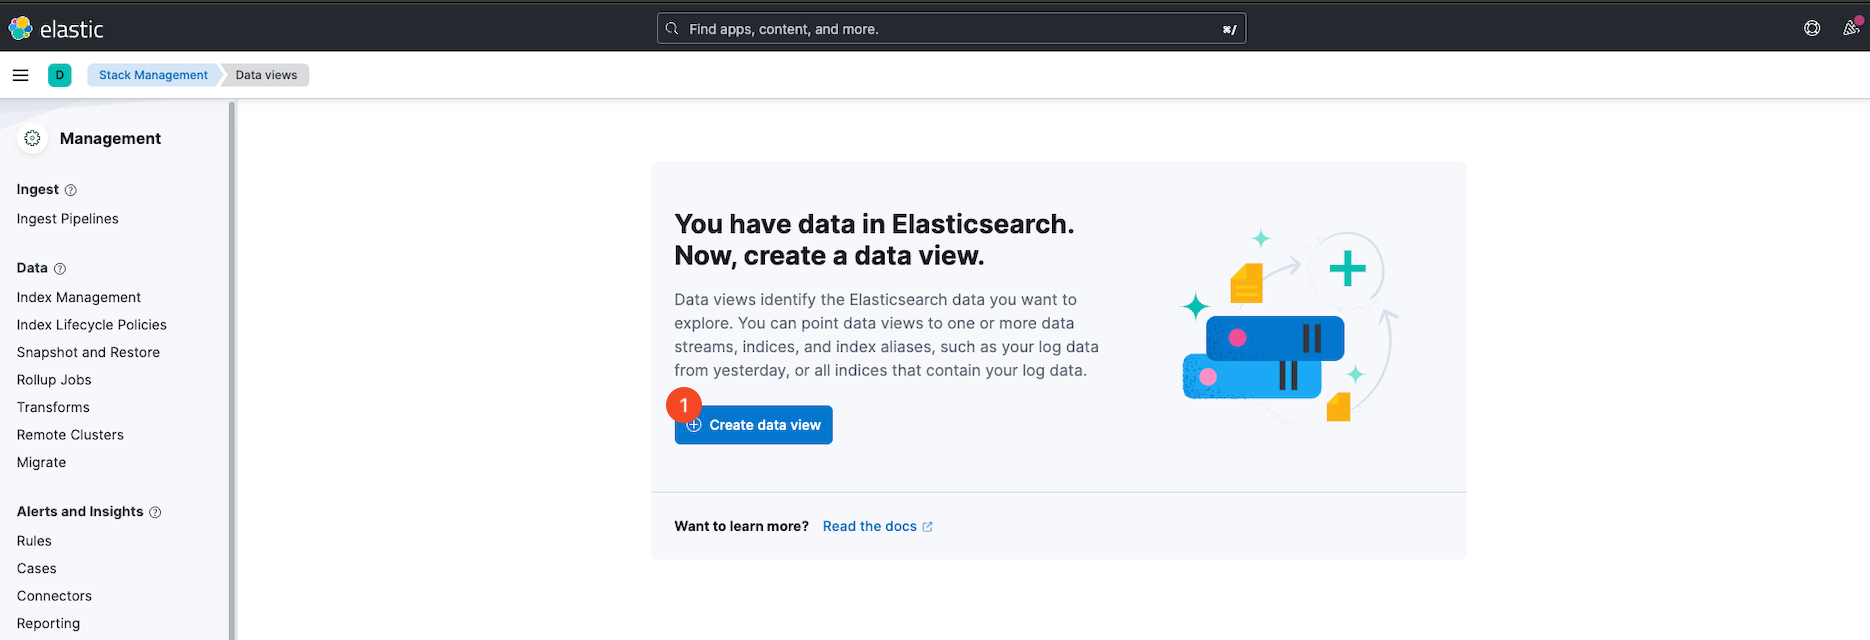 elastic
Find apps, content, and more.
⌘/
D
Stack Management
Data views
Management
Ingest
Ingest Pipelines
Data
Index Management
Index Lifecycle Policies
Snapshot and Restore
Rollup Jobs
Transforms
Remote Clusters
Migrate
Alerts and Insights
Rules
Cases
Connectors
Reporting
You have data in Elasticsearch.
Now, create a data view.
Data views identify the Elasticsearch data you want to
explore. You can point data views to one or more data
streams, indices, and index aliases, such as your log data
from yesterday, or all indices that contain your log data.
1
Create data view
Want to learn more? Read the docs